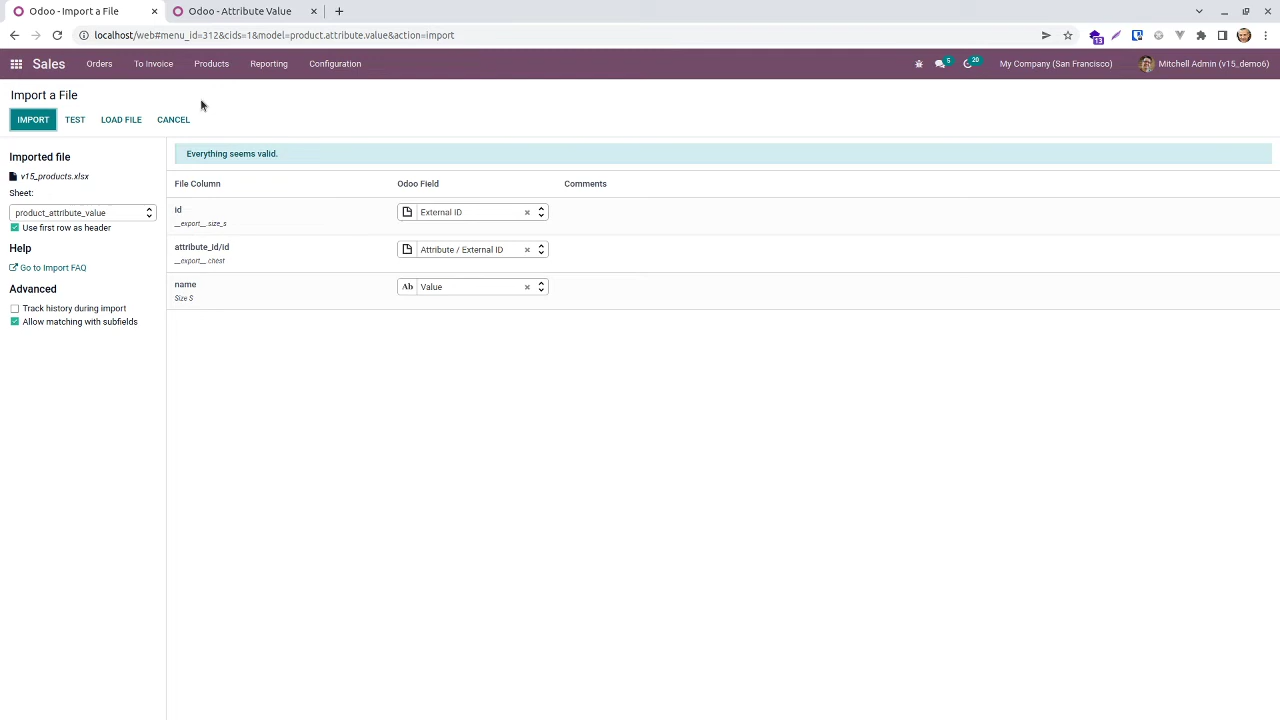 Odoo - Import a File
Odoo - Attribute Value
localhost/web#menu_id=312&cids=1&model=product.attribute.value&action=import
13
Sales
Orders
To Invoice
Products
Reporting
Configuration
5
20
My Company (San Francisco)
Mitchell Admin (v15_demo6)
Import a File
IMPORT
TEST
LOAD FILE
CANCEL
Imported file
v15_products.xlsx
Sheet:
product_attribute_value
Use first row as header
Help
Go to Import FAQ
Advanced
Track history during import
Allow matching with subfields
Everything seems valid.
File Column
Odoo Field
Comments
id
__export__.size_s
External ID
attribute_id/id
__export__.chest
Attribute / External ID
name
Size S
Ab
Value